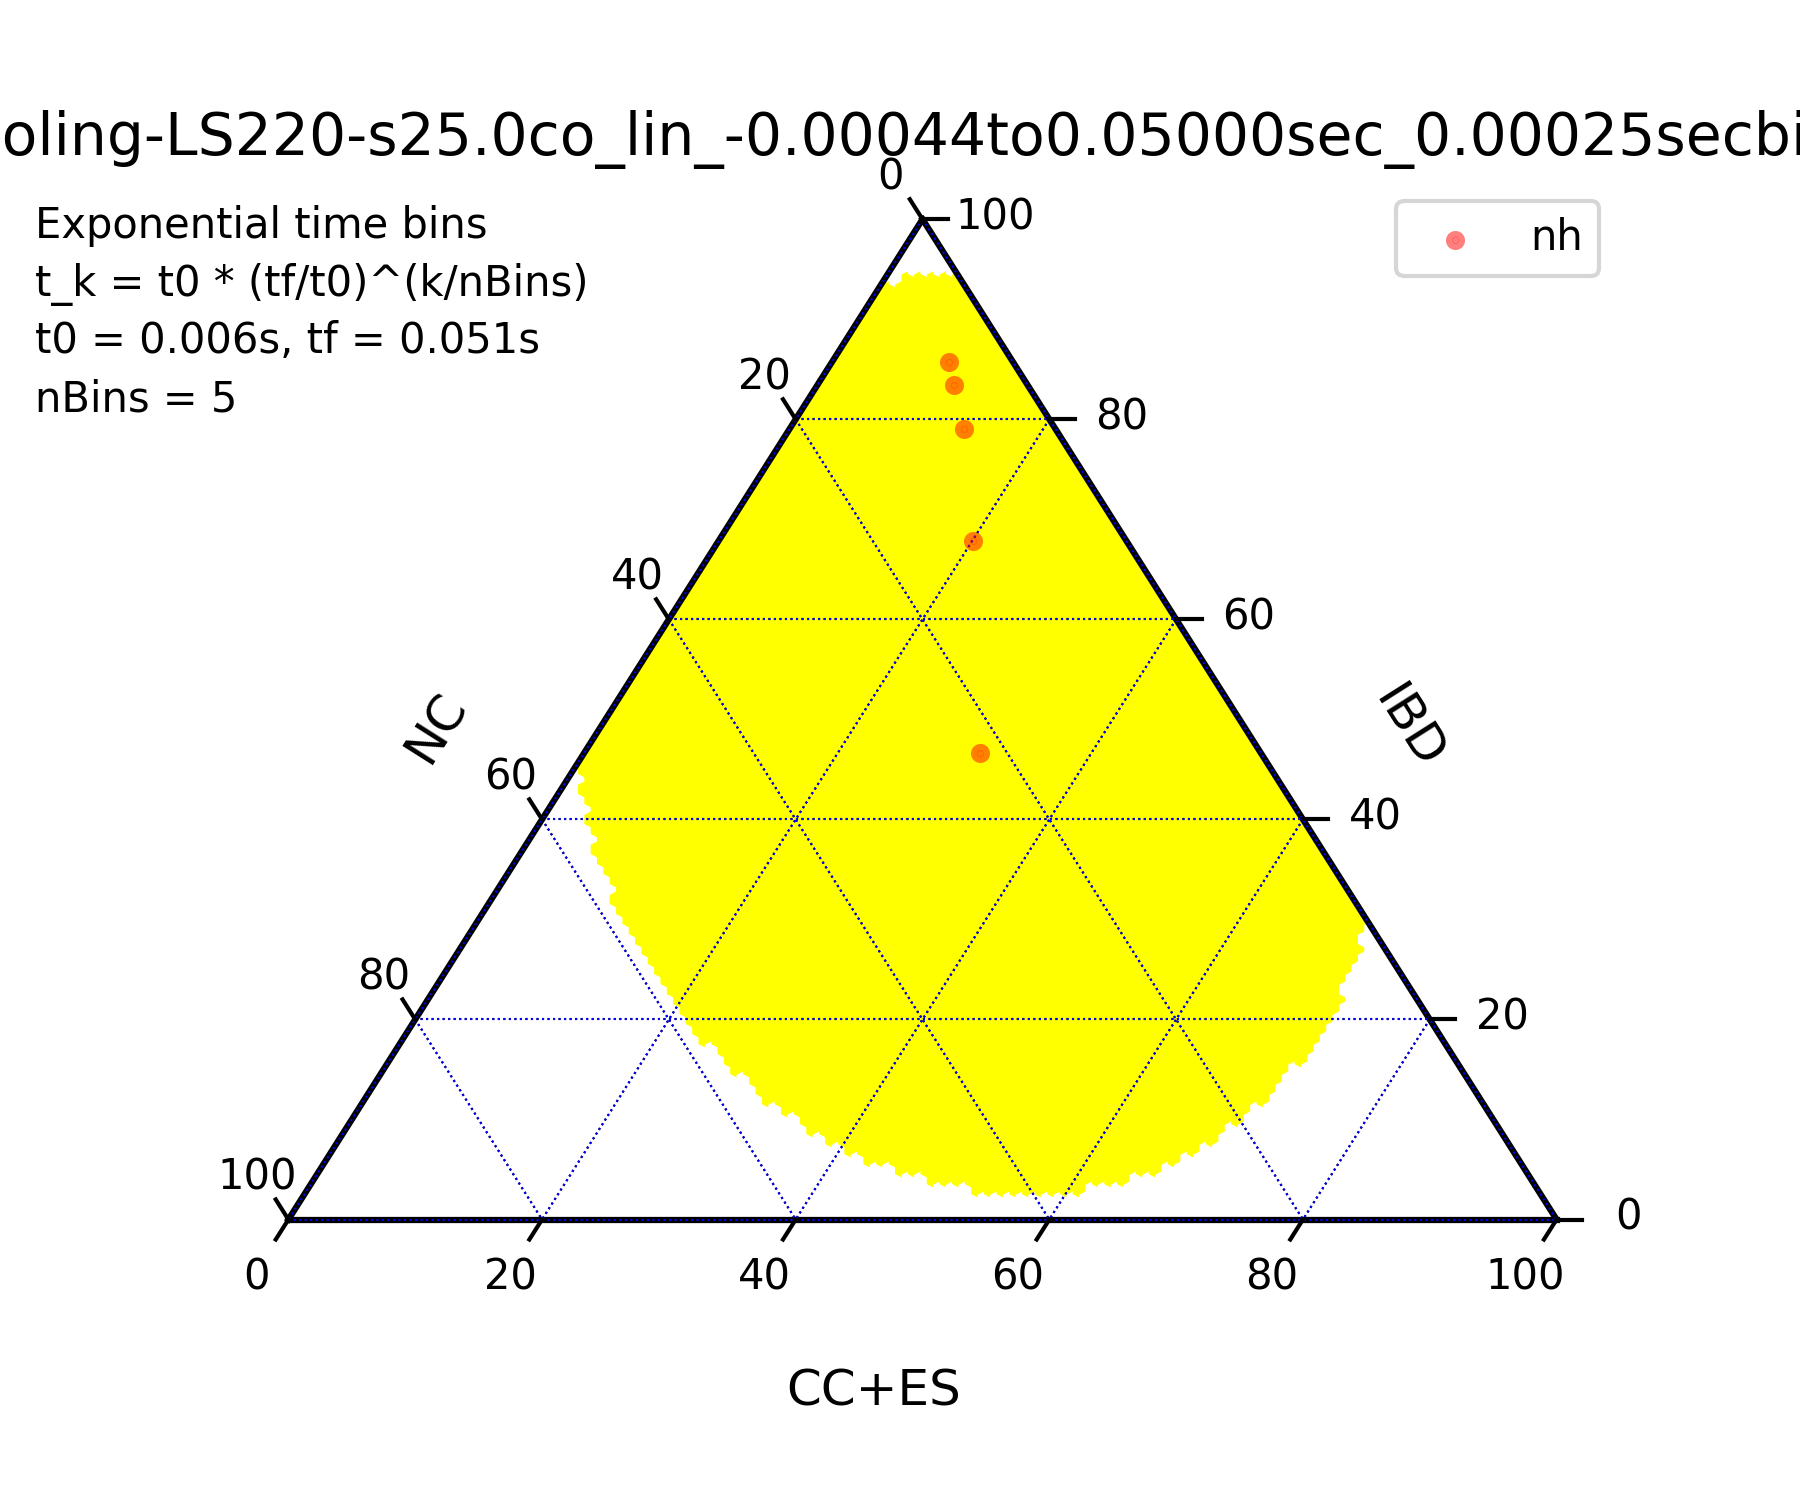 oling-LS220-s25.0co_lin_-0.00044to0.05000sec_0.00025secbi
Exponential time bins
t_k = t0 * (tf/t0)^(k/nBins)
t0 = 0.006s, tf = 0.051s
nBins = 5
nh
0
100
20
80
40
60
NC
IBD
60
40
80
20
100
0
0
20
40
60
80
100
CC+ES